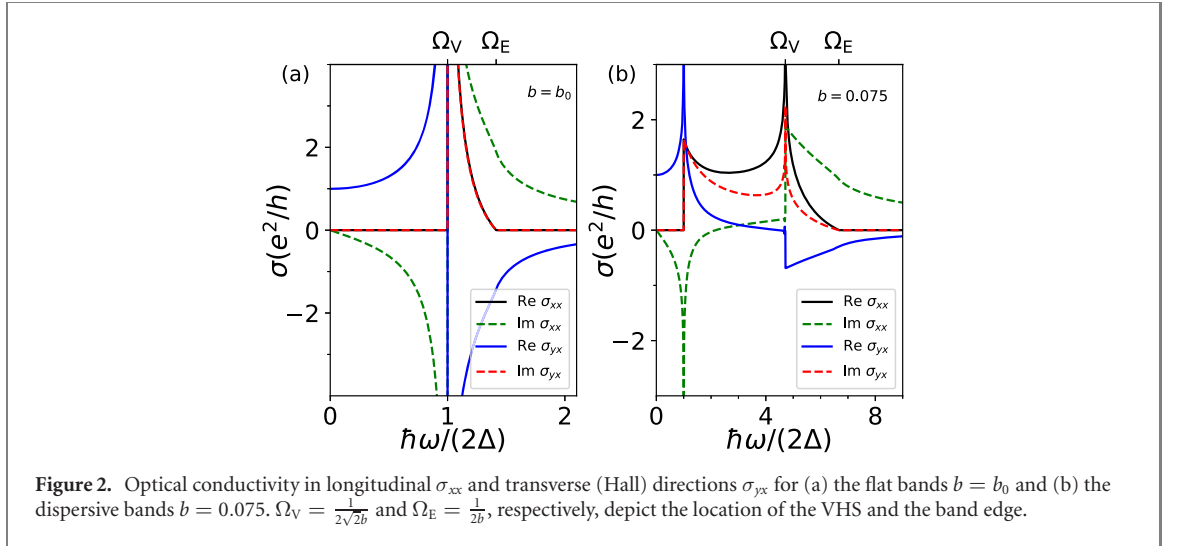 Ω_V Ω_E
(a)
b = b_0
2
0
−2
σ(e^2/h)
Re σ_xx
Im σ_xx
Re σ_yx
Im σ_yx
0 1 2
ħω/(2Δ)
Ω_V Ω_E
(b)
b = 0.075
2
0
−2
σ(e^2/h)
Re σ_xx
Im σ_xx
Re σ_yx
Im σ_yx
0 4 8
ħω/(2Δ)
Figure 2. Optical conductivity in longitudinal σ_xx and transverse (Hall) directions σ_yx for (a) the flat bands b = b_0 and (b) the
dispersive bands b = 0.075. Ω_V = 1/(2√2b) and Ω_E = 1/(2b), respectively, depict the location of the VHS and the band edge.